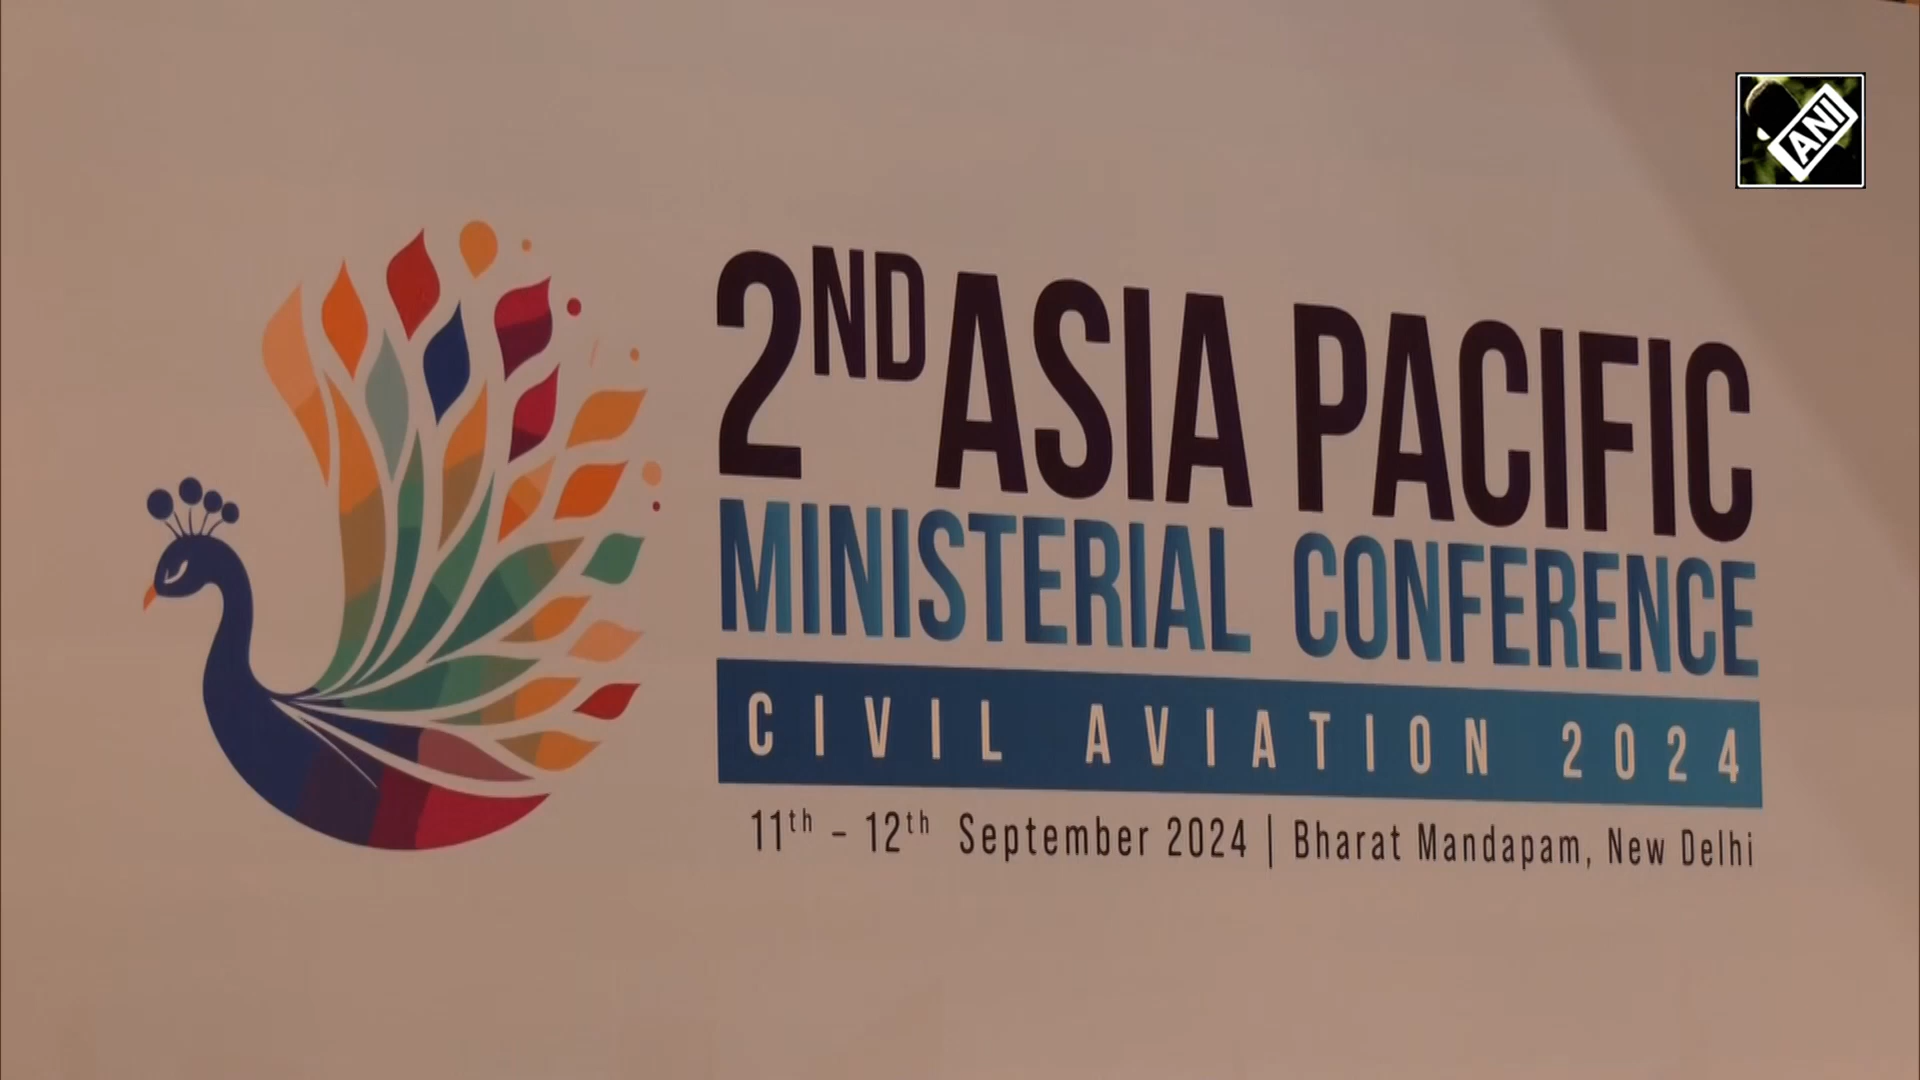 ANI
2ND ASIA PACIFIC
MINISTERIAL CONFERENCE
CIVIL AVIATION 2024
11th – 12th September 2024 | Bharat Mandapam, New Delhi